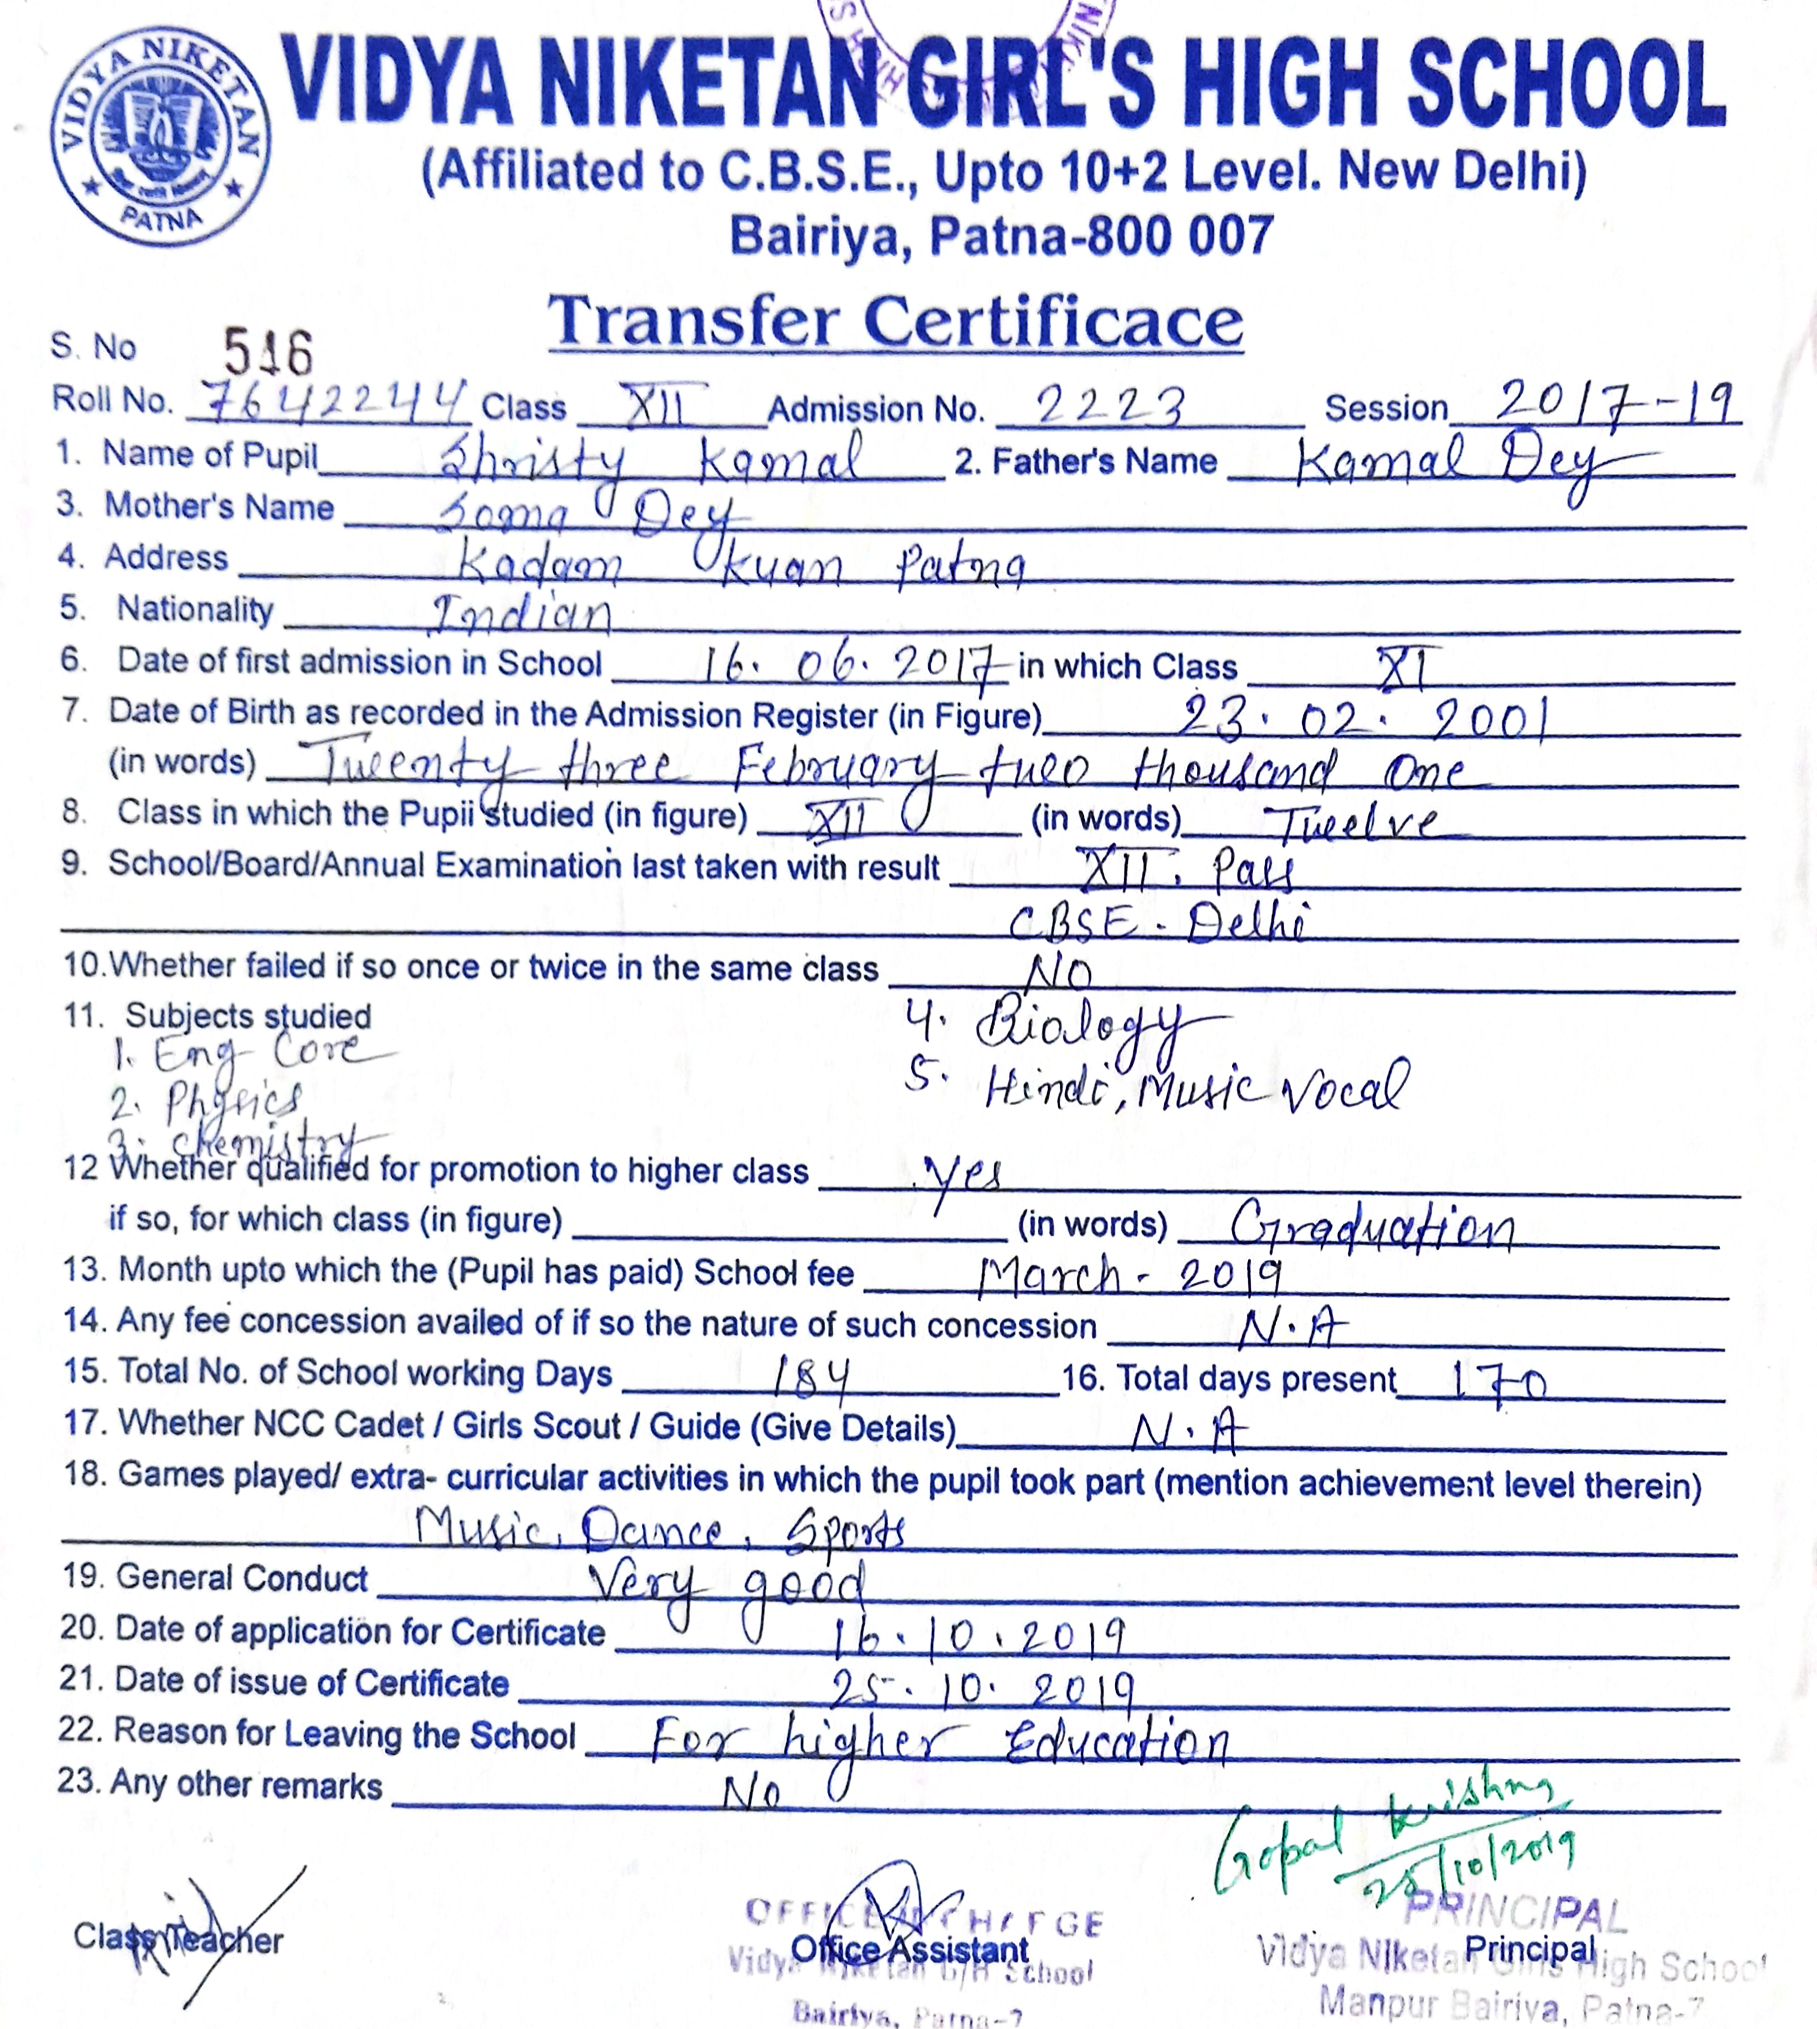 VIDYA NIKETAN
PATNA
VIDYA NIKETAN GIRL'S HIGH SCHOOL
(Affiliated to C.B.S.E., Upto 10+2 Level. New Delhi)
Bairiya, Patna-800 007
Transfer Certificace
S. No 516
Roll No. 7642244 Class XII Admission No. 2223 Session 2017-19
1. Name of Pupil Shristy Kamal 2. Father's Name Kamal Dey
3. Mother's Name Soma Dey
4. Address Kadam Kuan Patna
5. Nationality Indian
6. Date of first admission in School 16.06.2017 in which Class XI
7. Date of Birth as recorded in the Admission Register (in Figure) 23.02.2001
(in words) Tweenty three February two thousand One
8. Class in which the Pupii studied (in figure) XII (in words) Tweelve
9. School/Board/Annual Examination last taken with result XII. Pass
CBSE - Delhi
10.Whether failed if so once or twice in the same class NO
11. Subjects studied
1. Eng Core
2. Physics
3. Chemistry
4. Biology
5. Hindi, Music Vocal
12 Whether qualified for promotion to higher class Yes
if so, for which class (in figure) (in words) Graduation
13. Month upto which the (Pupil has paid) School fee March - 2019
14. Any fee concession availed of if so the nature of such concession N.A
15. Total No. of School working Days 184 16. Total days present 170
17. Whether NCC Cadet / Girls Scout / Guide (Give Details) N.A
18. Games played/ extra- curricular activities in which the pupil took part (mention achievement level therein)
Music, Dance, Sports
19. General Conduct Very good
20. Date of application for Certificate 16.10.2019
21. Date of issue of Certificate 25.10.2019
22. Reason for Leaving the School For higher Education
23. Any other remarks No
Gopal Krishna
25/10/2019
Class Teacher
OFFICE IN CHARGE
Office Assistant
Vidya Niketan G/H School
Bairiya, Patna-7
PRINCIPAL
Principal
Vidya Niketan Girls High School
Manpur Bairiya, Patna-7